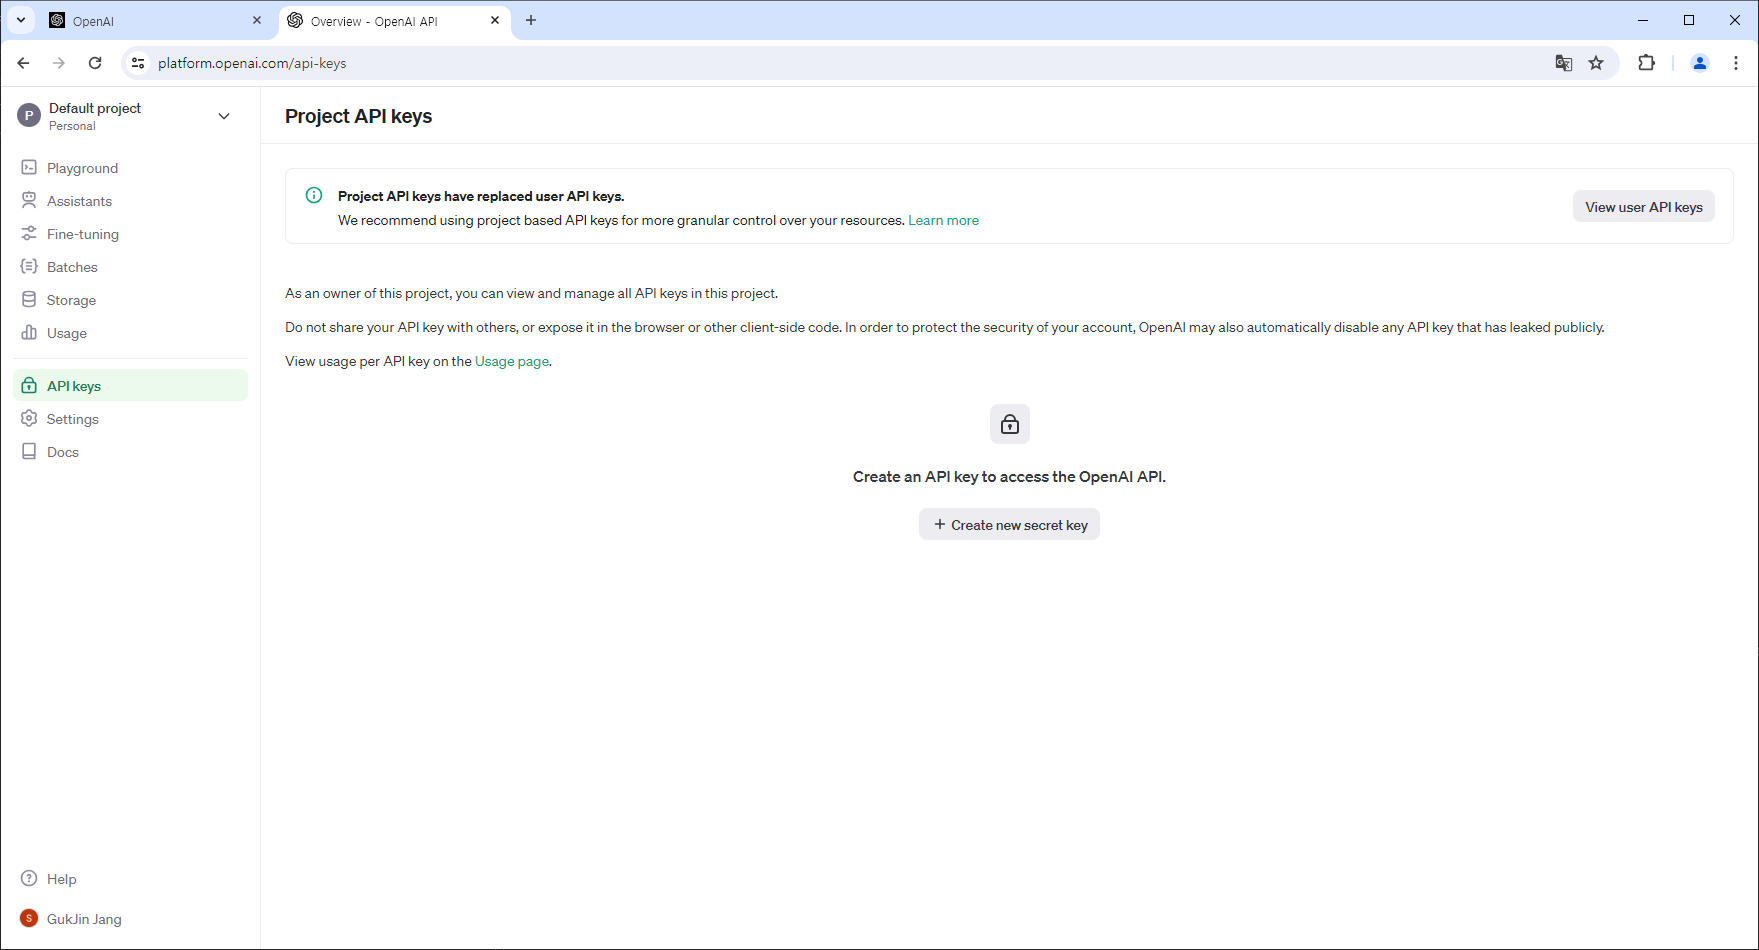 OpenAI
Overview - OpenAI API
platform.openai.com/api-keys
P
Default project
Personal
Playground
Assistants
Fine-tuning
Batches
Storage
Usage
API keys
Settings
Docs
Help
S
GukJin Jang
Project API keys
Project API keys have replaced user API keys.
We recommend using project based API keys for more granular control over your resources. Learn more
View user API keys
As an owner of this project, you can view and manage all API keys in this project.
Do not share your API key with others, or expose it in the browser or other client-side code. In order to protect the security of your account, OpenAI may also automatically disable any API key that has leaked publicly.
View usage per API key on the Usage page.
Create an API key to access the OpenAI API.
+ Create new secret key